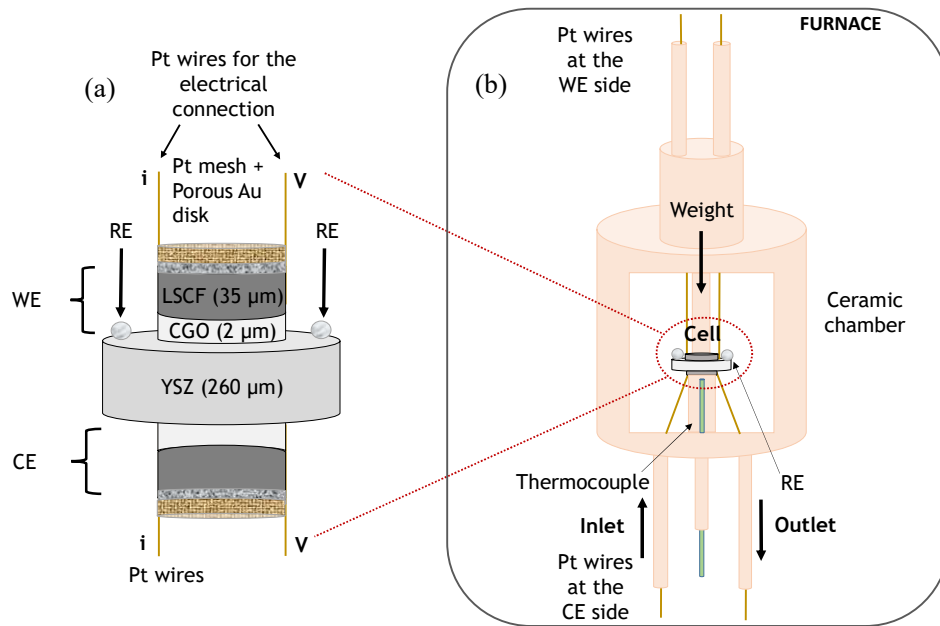 (a)
Pt wires for the
electrical
connection
i
Pt mesh +
Porous Au
disk
V
RE
RE
WE
LSCF (35 µm)
CGO (2 µm)
YSZ (260 µm)
CE
i
V
Pt wires
(b)
FURNACE
Pt wires
at the
WE side
Weight
Ceramic
chamber
Cell
Thermocouple
RE
Inlet
Outlet
Pt wires
at the
CE side